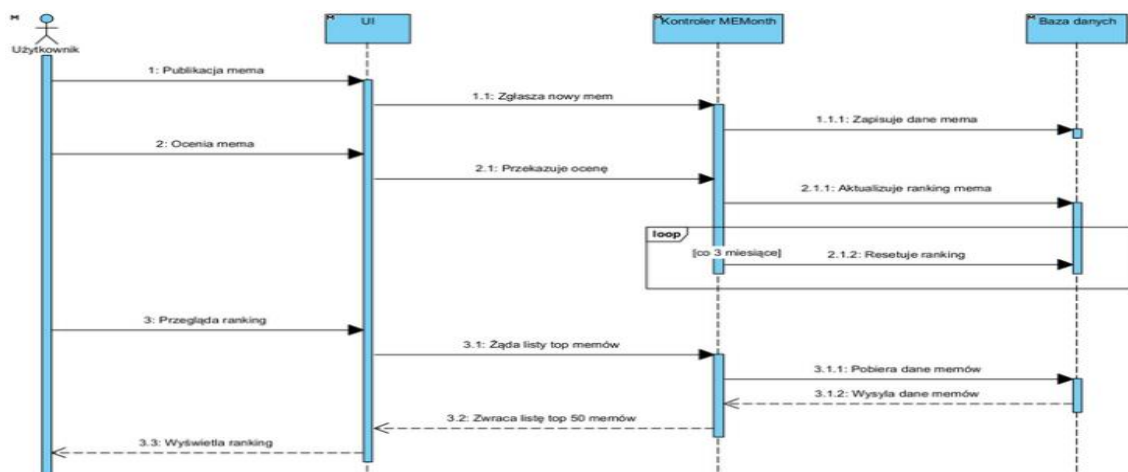 Użytkownik
UI
Kontroler MEMonth
Baza danych
1: Publikacja mema
1.1: Zgłasza nowy mem
1.1.1: Zapisuje dane mema
2: Ocenia mema
2.1: Przekazuje ocenę
2.1.1: Aktualizuje ranking mema
loop
[co 3 miesiące]
2.1.2: Resetuje ranking
3: Przegląda ranking
3.1: Żąda listy top memów
3.1.1: Pobiera dane memów
3.1.2: Wysyła dane memów
3.2: Zwraca listę top 50 memów
3.3: Wyświetla ranking